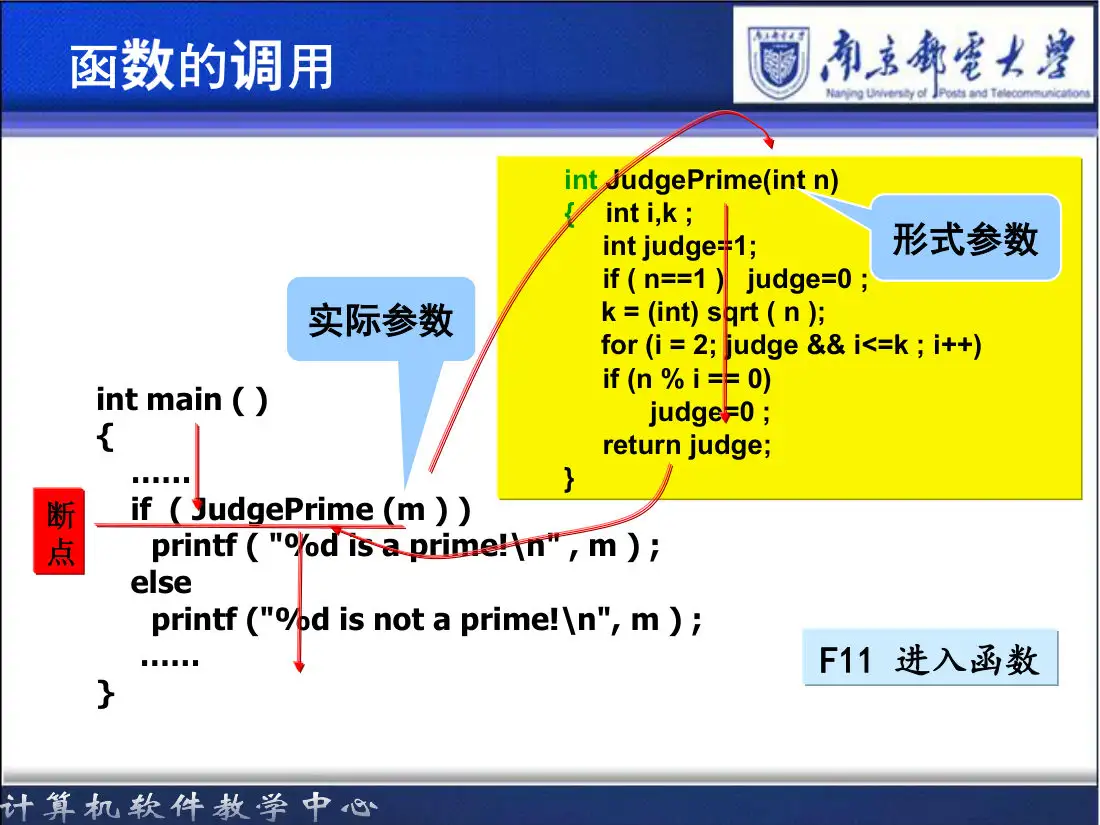 函数的调用
南京邮電大学
Nanjing University of Posts and Telecommunications
int JudgePrime(int n)
{ int i,k ;
int judge=1;
if ( n==1 ) judge=0 ;
k = (int) sqrt ( n );
for (i = 2; judge && i<=k ; i++)
if (n % i == 0)
judge=0 ;
return judge;
}
形式参数
实际参数
int main ( )
{
……
if ( JudgePrime (m ) )
printf ( "%d is a prime!\n" , m ) ;
else
printf ("%d is not a prime!\n", m ) ;
……
}
断
点
F11 进入函数
计算机软件教学中心